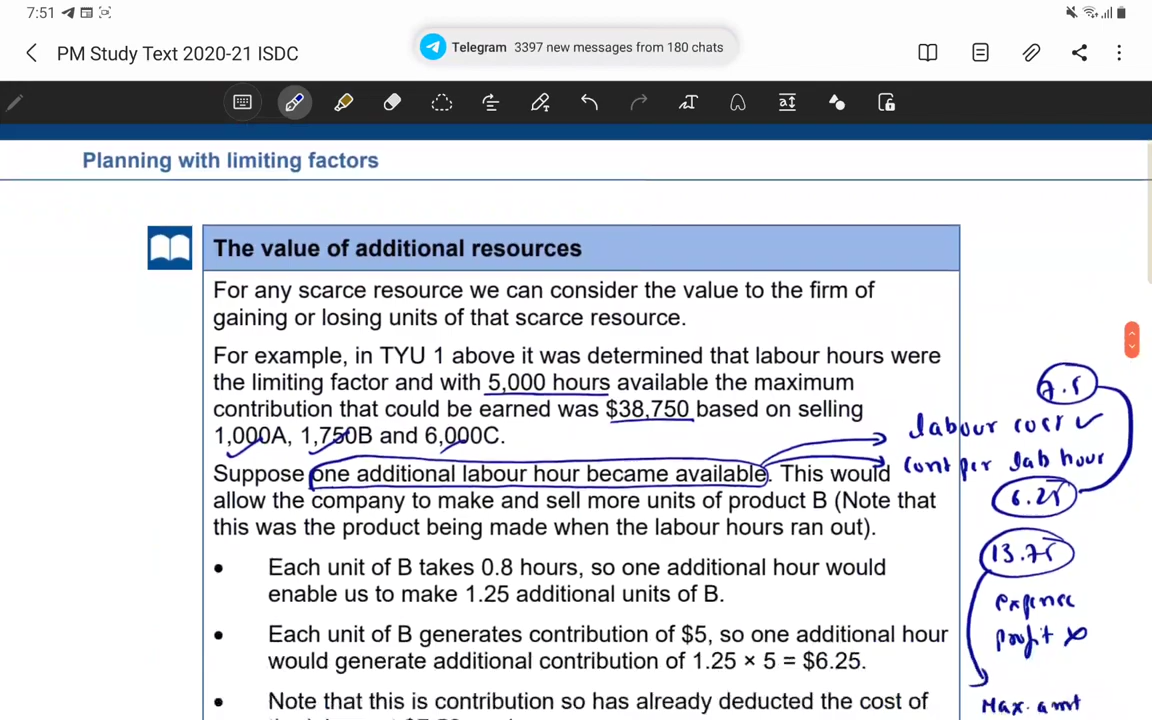 7:51
PM Study Text 2020-21 ISDC
Telegram 3397 new messages from 180 chats
Planning with limiting factors
The value of additional resources
For any scarce resource we can consider the value to the firm of
gaining or losing units of that scarce resource.
For example, in TYU 1 above it was determined that labour hours were
the limiting factor and with 5,000 hours available the maximum
contribution that could be earned was $38,750 based on selling
1,000A, 1,750B and 6,000C.
Suppose one additional labour hour became available. This would
allow the company to make and sell more units of product B (Note that
this was the product being made when the labour hours ran out).
• Each unit of B takes 0.8 hours, so one additional hour would
enable us to make 1.25 additional units of B.
• Each unit of B generates contribution of $5, so one additional hour
would generate additional contribution of 1.25 × 5 = $6.25.
• Note that this is contribution so has already deducted the cost of
7.5
labour cost ✓
cont per lab hour
6.25
13.75
expense
profit
Max. amt